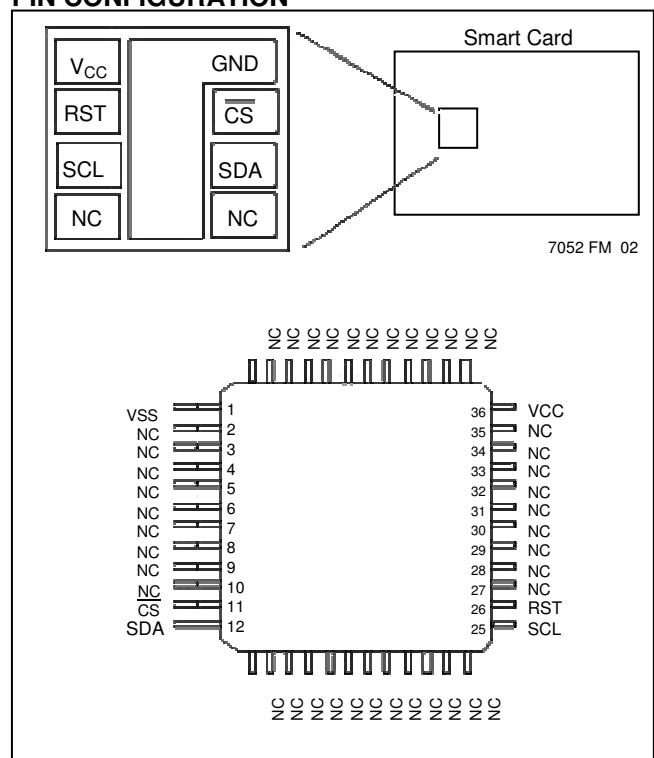 PIN CONFIGURATION
Smart Card
V_CC GND
RST C̅S̅
SCL SDA
NC NC
7052 FM 02
NC NC NC NC NC NC NC NC NC NC NC NC
VSS 1 36 VCC
NC 2 35 NC
NC 3 34 NC
NC 4 33 NC
NC 5 32 NC
NC 6 31 NC
NC 7 30 NC
NC 8 29 NC
NC 9 28 NC
NC 10 27 NC
C̅S̅ 11 26 RST
SDA 12 25 SCL
NC NC NC NC NC NC NC NC NC NC NC NC